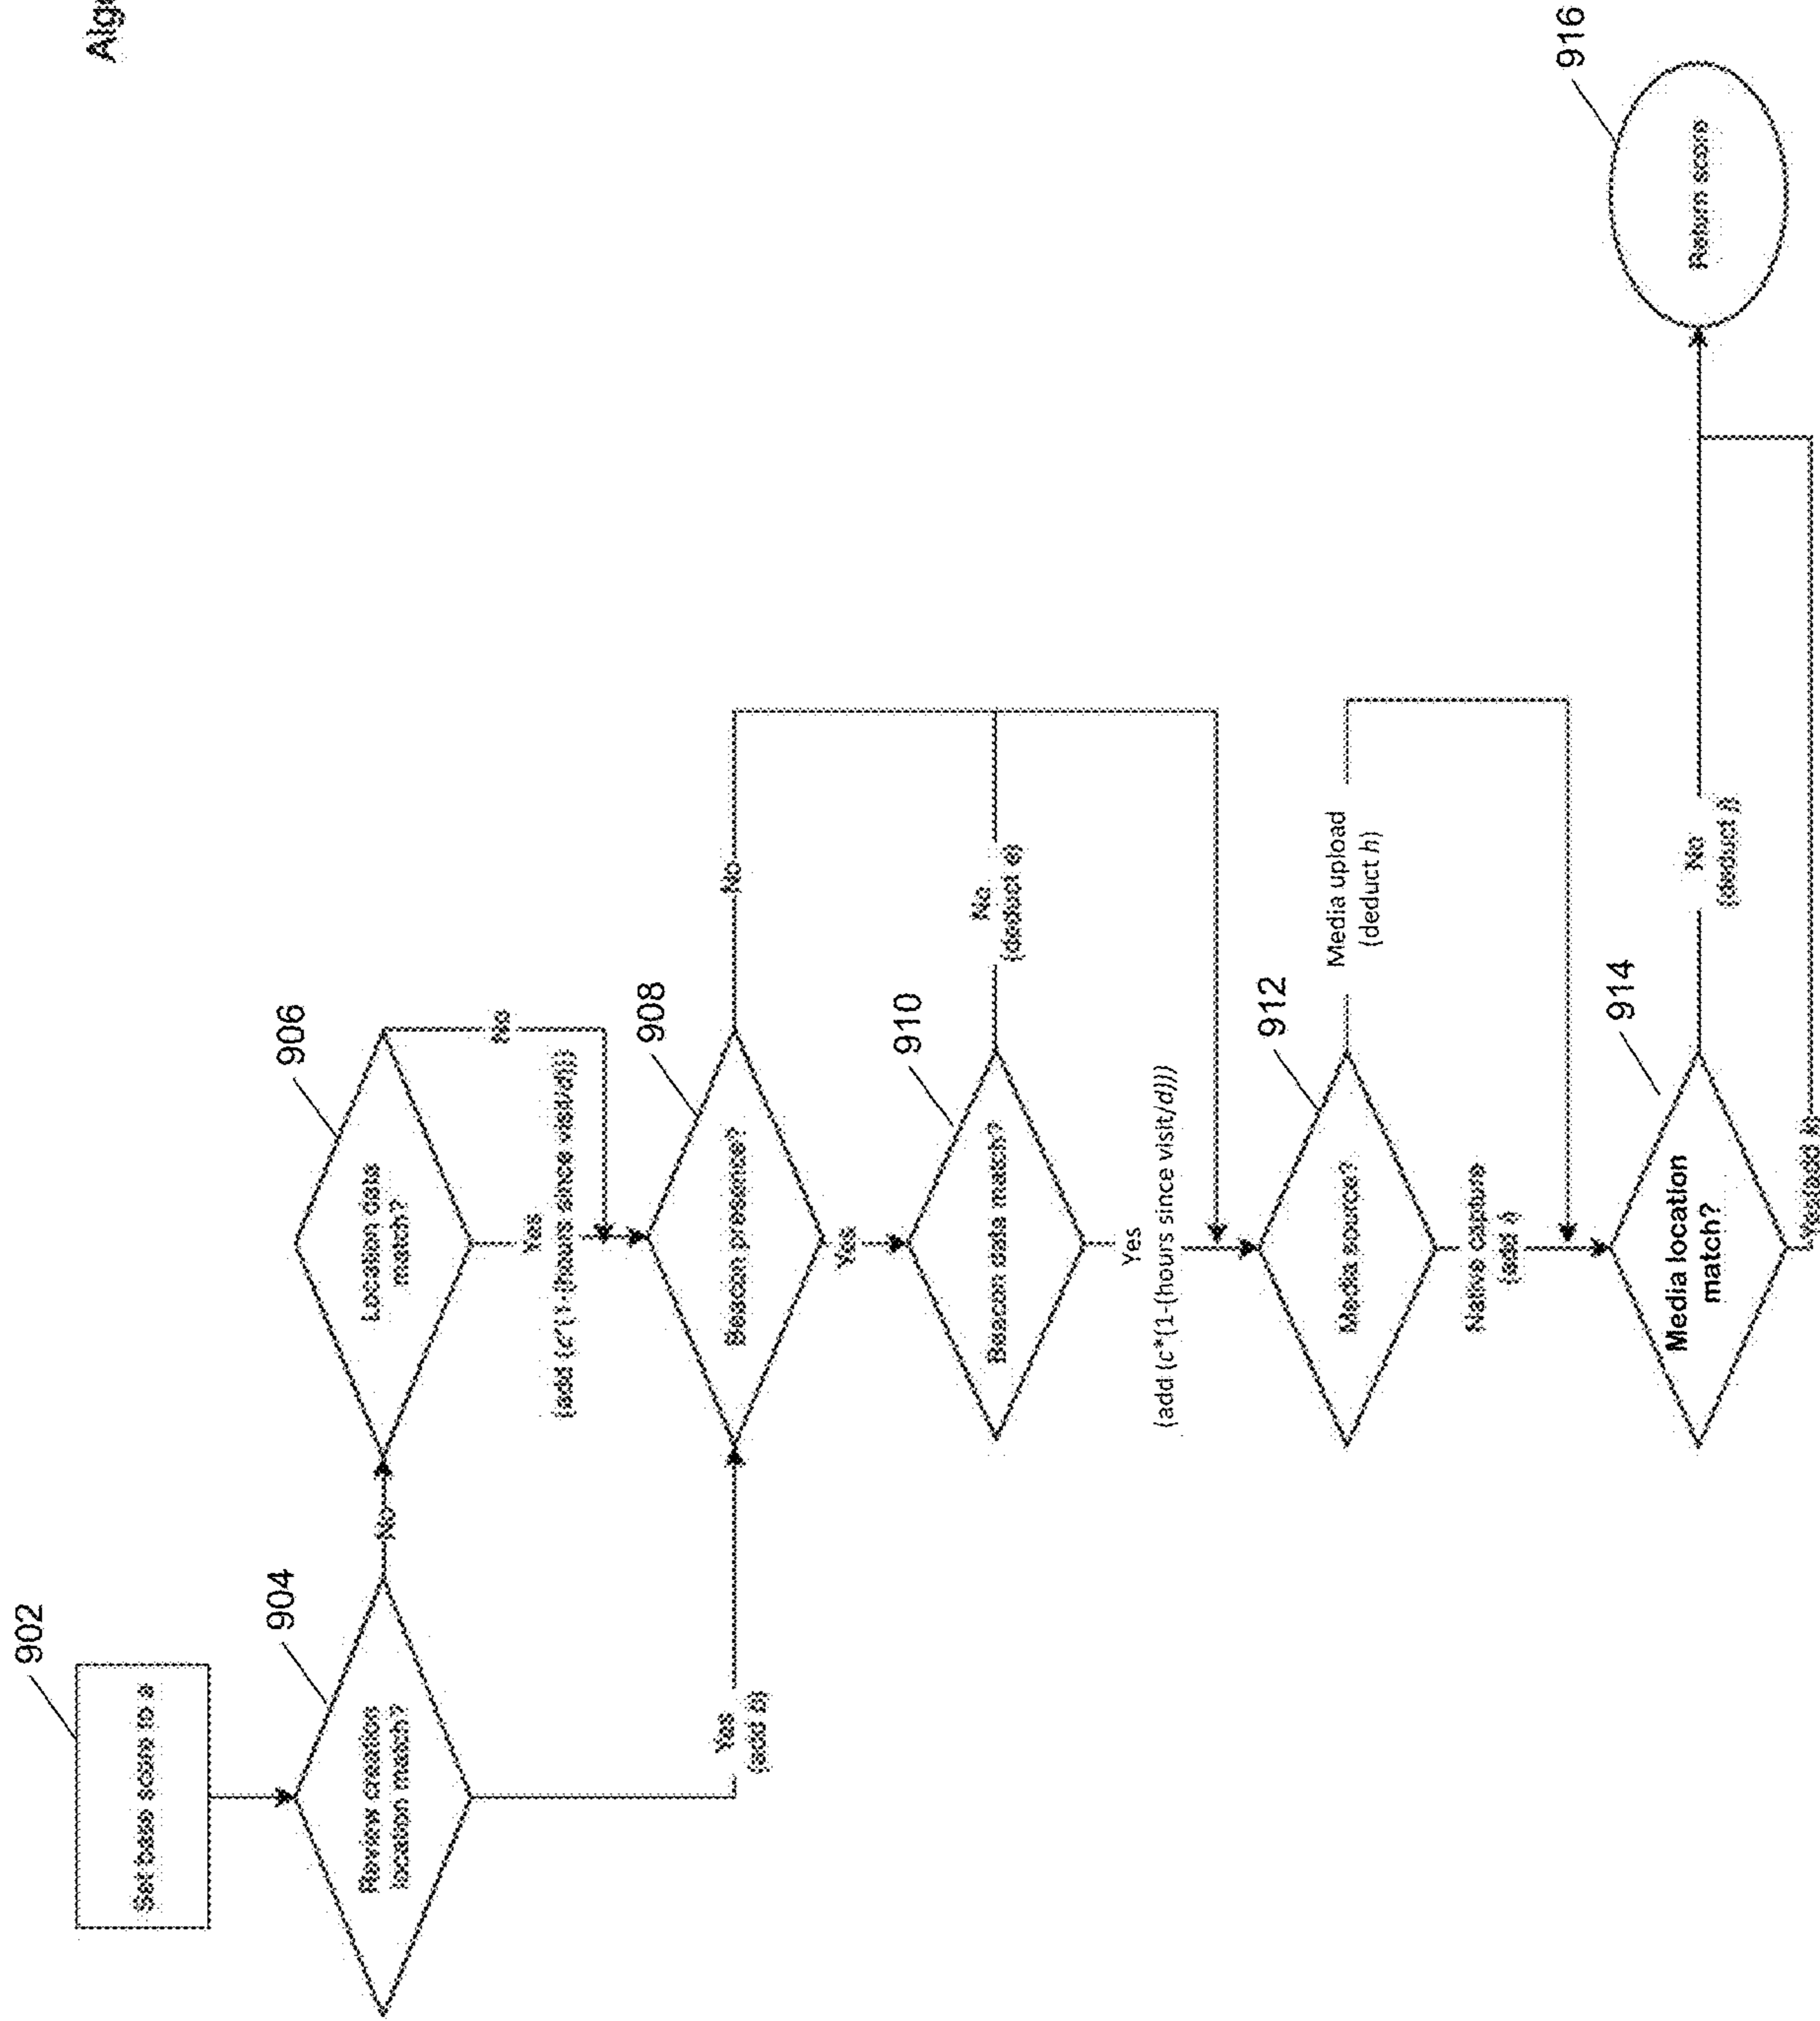 902
Set base score to a
904
Review creation
location match?
No
Yes
(add b)
906
Location data
match?
No
Yes
(add (c*(1-(hours since visit/d)))
908
Beacon presence?
No
Yes
910
Beacon data match?
No
(deduct e)
Yes
(add (c*(1-(hours since visit/d)))
912
Media source?
Media upload
(deduct h)
Native capture
914
Media location
match?
No
Return score
916